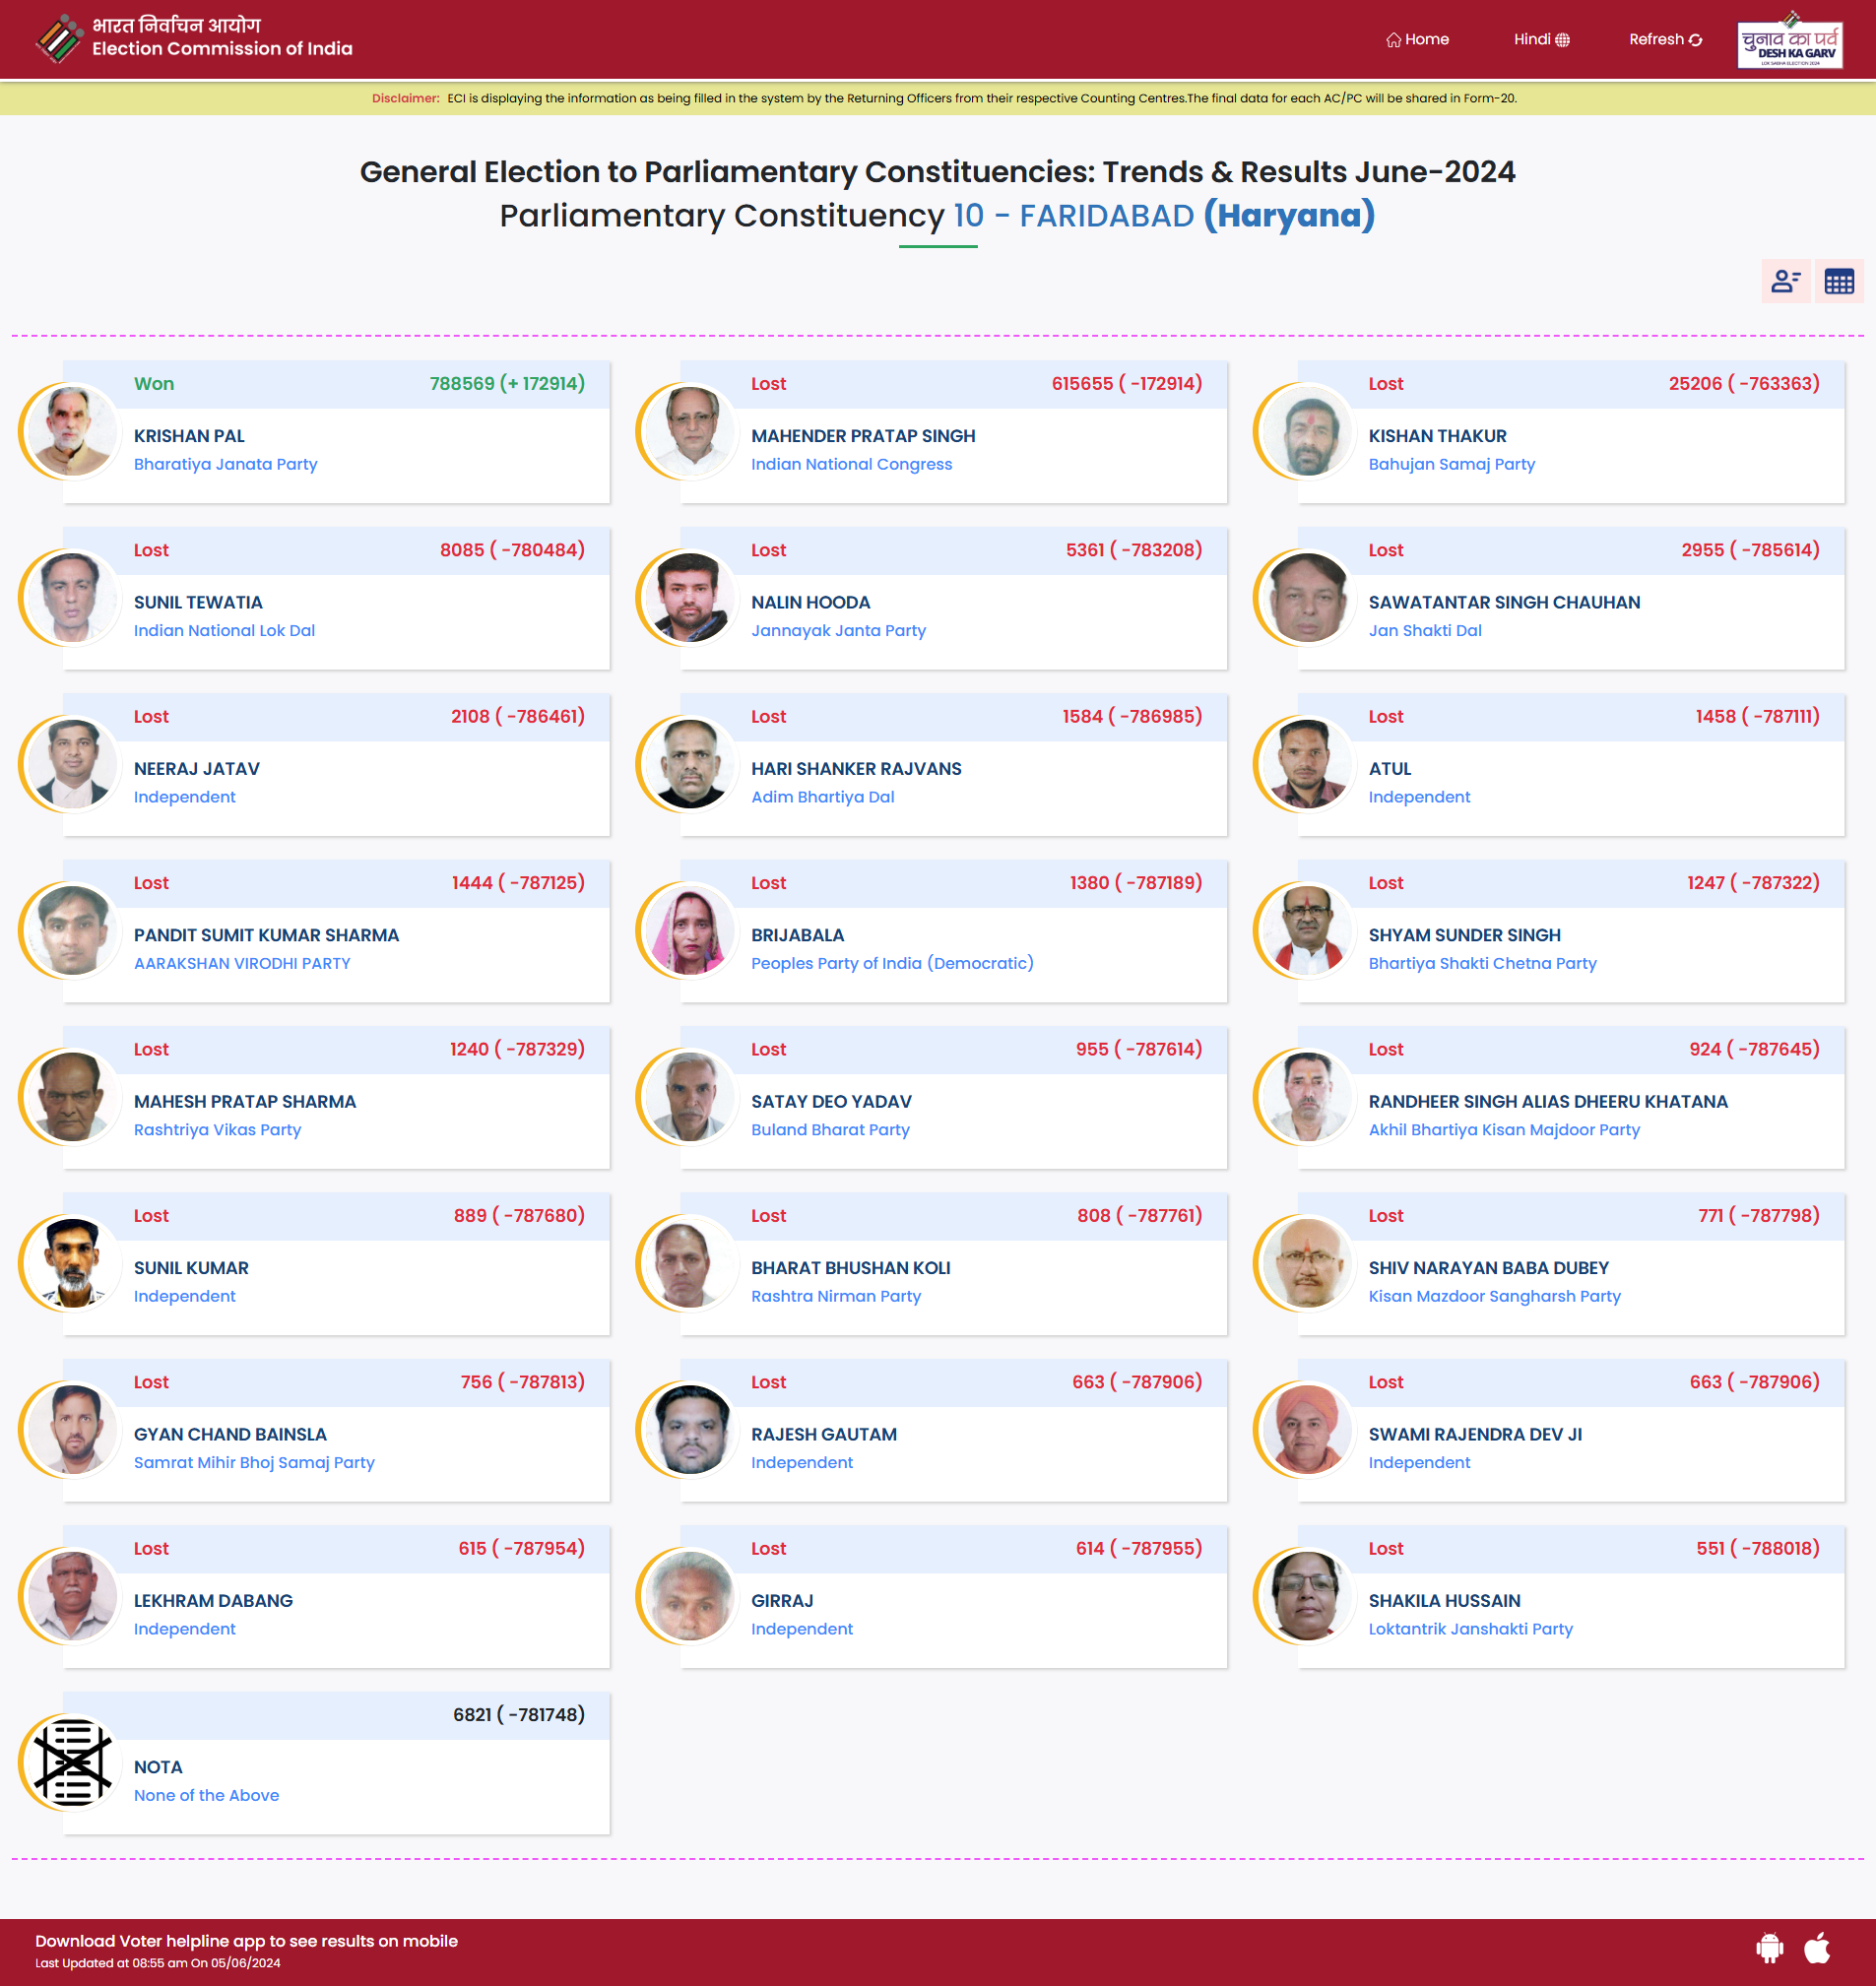 भारत निर्वाचन आयोग
Election Commission of India
Home
Hindi
Refresh
चुनाव का पर्व
DESH KA GARV
LOK SABHA ELECTION 2024
Disclaimer: ECI is displaying the information as being filled in the system by the Returning Officers from their respective Counting Centres.The final data for each AC/PC will be shared in Form-20.
General Election to Parliamentary Constituencies: Trends & Results June-2024
Parliamentary Constituency 10 - FARIDABAD (Haryana)
Won 788569 (+ 172914)
KRISHAN PAL
Bharatiya Janata Party
Lost 615655 ( -172914)
MAHENDER PRATAP SINGH
Indian National Congress
Lost 25206 ( -763363)
KISHAN THAKUR
Bahujan Samaj Party
Lost 8085 ( -780484)
SUNIL TEWATIA
Indian National Lok Dal
Lost 5361 ( -783208)
NALIN HOODA
Jannayak Janta Party
Lost 2955 ( -785614)
SAWATANTAR SINGH CHAUHAN
Jan Shakti Dal
Lost 2108 ( -786461)
NEERAJ JATAV
Independent
Lost 1584 ( -786985)
HARI SHANKER RAJVANS
Adim Bhartiya Dal
Lost 1458 ( -787111)
ATUL
Independent
Lost 1444 ( -787125)
PANDIT SUMIT KUMAR SHARMA
AARAKSHAN VIRODHI PARTY
Lost 1380 ( -787189)
BRIJABALA
Peoples Party of India (Democratic)
Lost 1247 ( -787322)
SHYAM SUNDER SINGH
Bhartiya Shakti Chetna Party
Lost 1240 ( -787329)
MAHESH PRATAP SHARMA
Rashtriya Vikas Party
Lost 955 ( -787614)
SATAY DEO YADAV
Buland Bharat Party
Lost 924 ( -787645)
RANDHEER SINGH ALIAS DHEERU KHATANA
Akhil Bhartiya Kisan Majdoor Party
Lost 889 ( -787680)
SUNIL KUMAR
Independent
Lost 808 ( -787761)
BHARAT BHUSHAN KOLI
Rashtra Nirman Party
Lost 771 ( -787798)
SHIV NARAYAN BABA DUBEY
Kisan Mazdoor Sangharsh Party
Lost 756 ( -787813)
GYAN CHAND BAINSLA
Samrat Mihir Bhoj Samaj Party
Lost 663 ( -787906)
RAJESH GAUTAM
Independent
Lost 663 ( -787906)
SWAMI RAJENDRA DEV JI
Independent
Lost 615 ( -787954)
LEKHRAM DABANG
Independent
Lost 614 ( -787955)
GIRRAJ
Independent
Lost 551 ( -788018)
SHAKILA HUSSAIN
Loktantrik Janshakti Party
6821 ( -781748)
NOTA
None of the Above
Download Voter helpline app to see results on mobile
Last Updated at 08:55 am On 05/06/2024